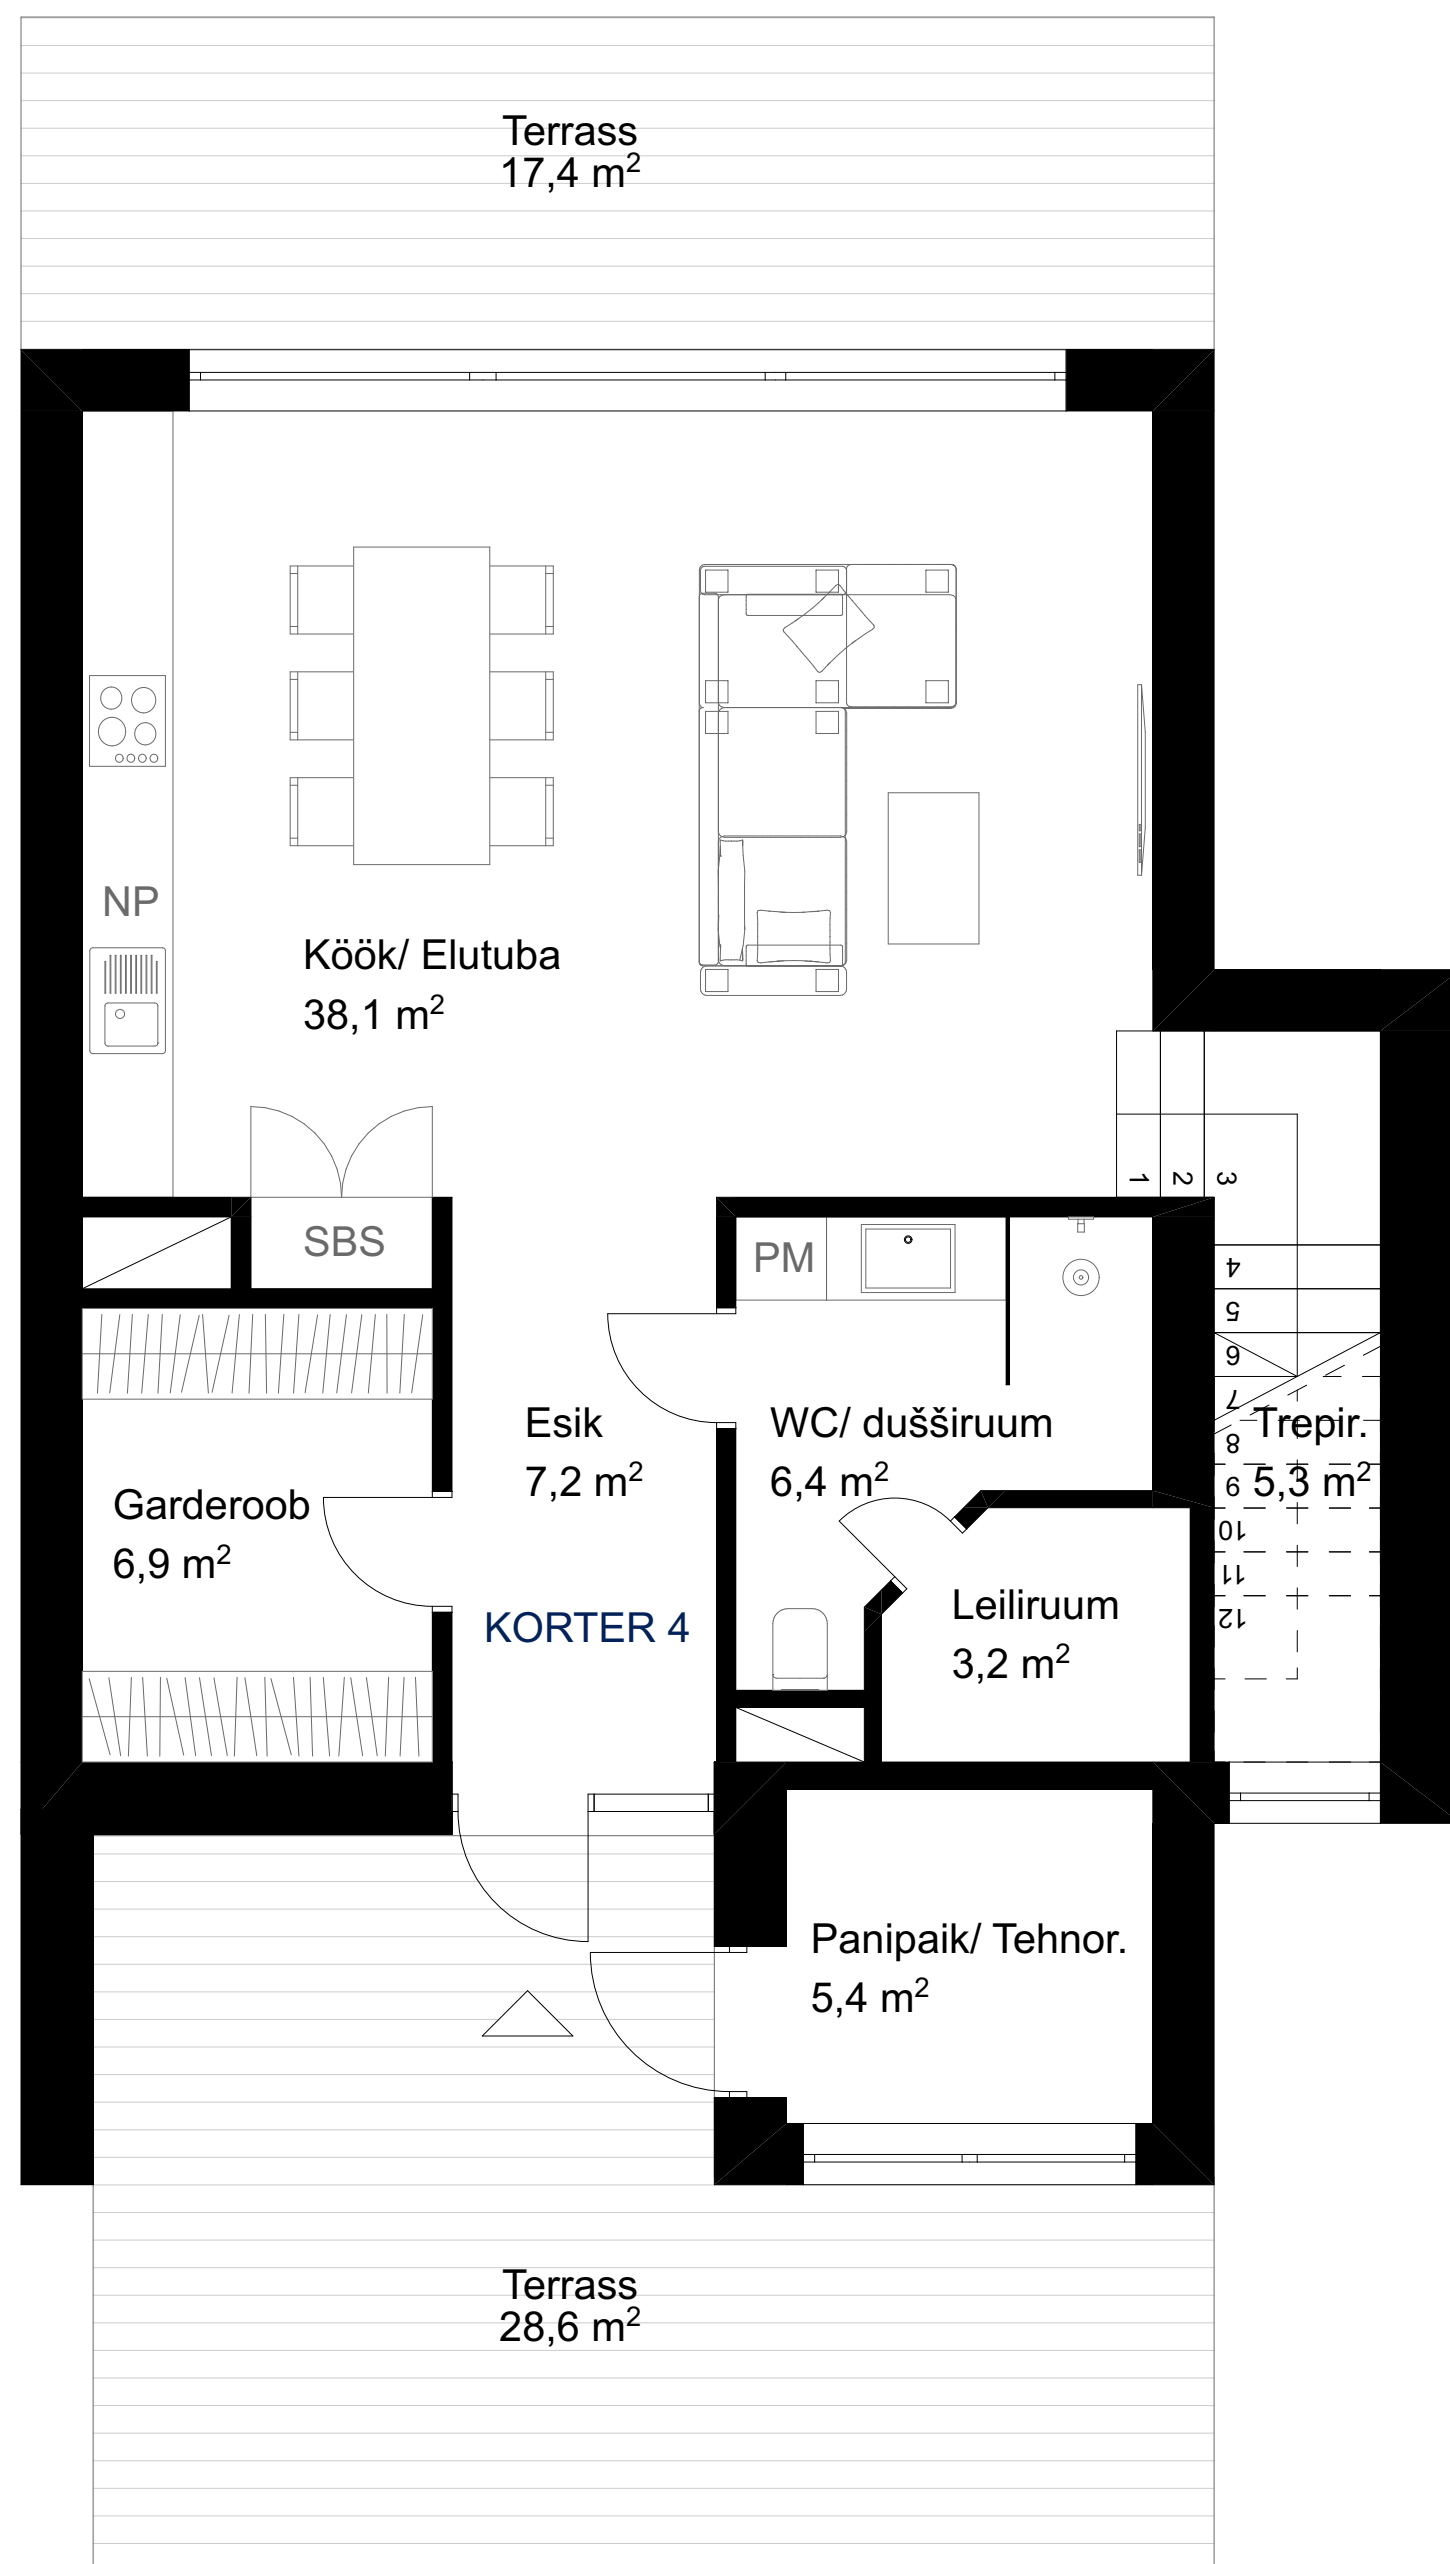 Terrass
17,4 m²
NP
Köök/ Elutuba
38,1 m²
1 2 3
SBS
PM
4
5
6
7
8
9
10
11
12
Trepir.
5,3 m²
Esik
7,2 m²
WC/ dušširuum
6,4 m²
Garderoob
6,9 m²
KORTER 4
Leiliruum
3,2 m²
Panipaik/ Tehnor.
5,4 m²
Terrass
28,6 m²